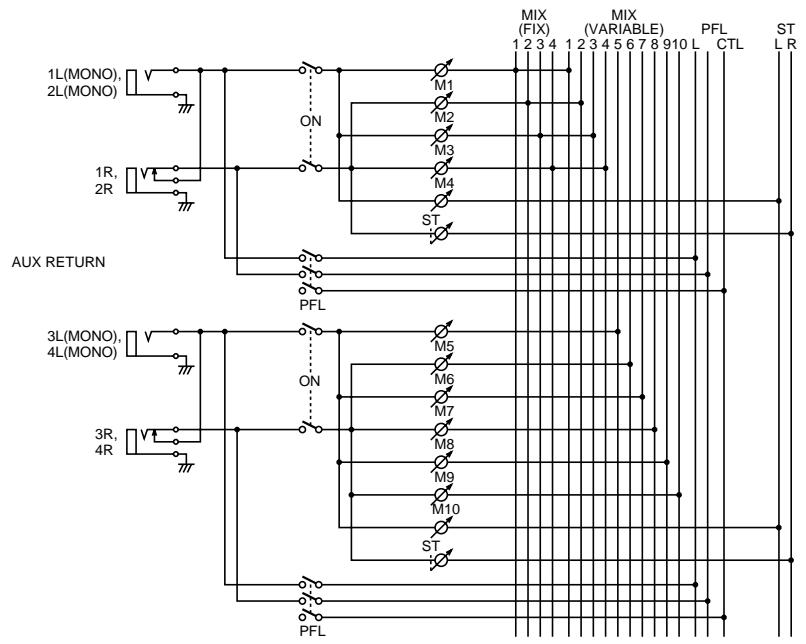 MIX
(FIX)
MIX
(VARIABLE)
PFL
ST
1 2 3 4 1 2 3 4 5 6 7 8 9 10 L CTL L R
1L(MONO),
2L(MONO)
M1
M2
ON
M3
1R,
2R
M4
ST
AUX RETURN
PFL
3L(MONO),
4L(MONO)
M5
M6
ON
M7
3R,
4R
M8
M9
M10
ST
PFL